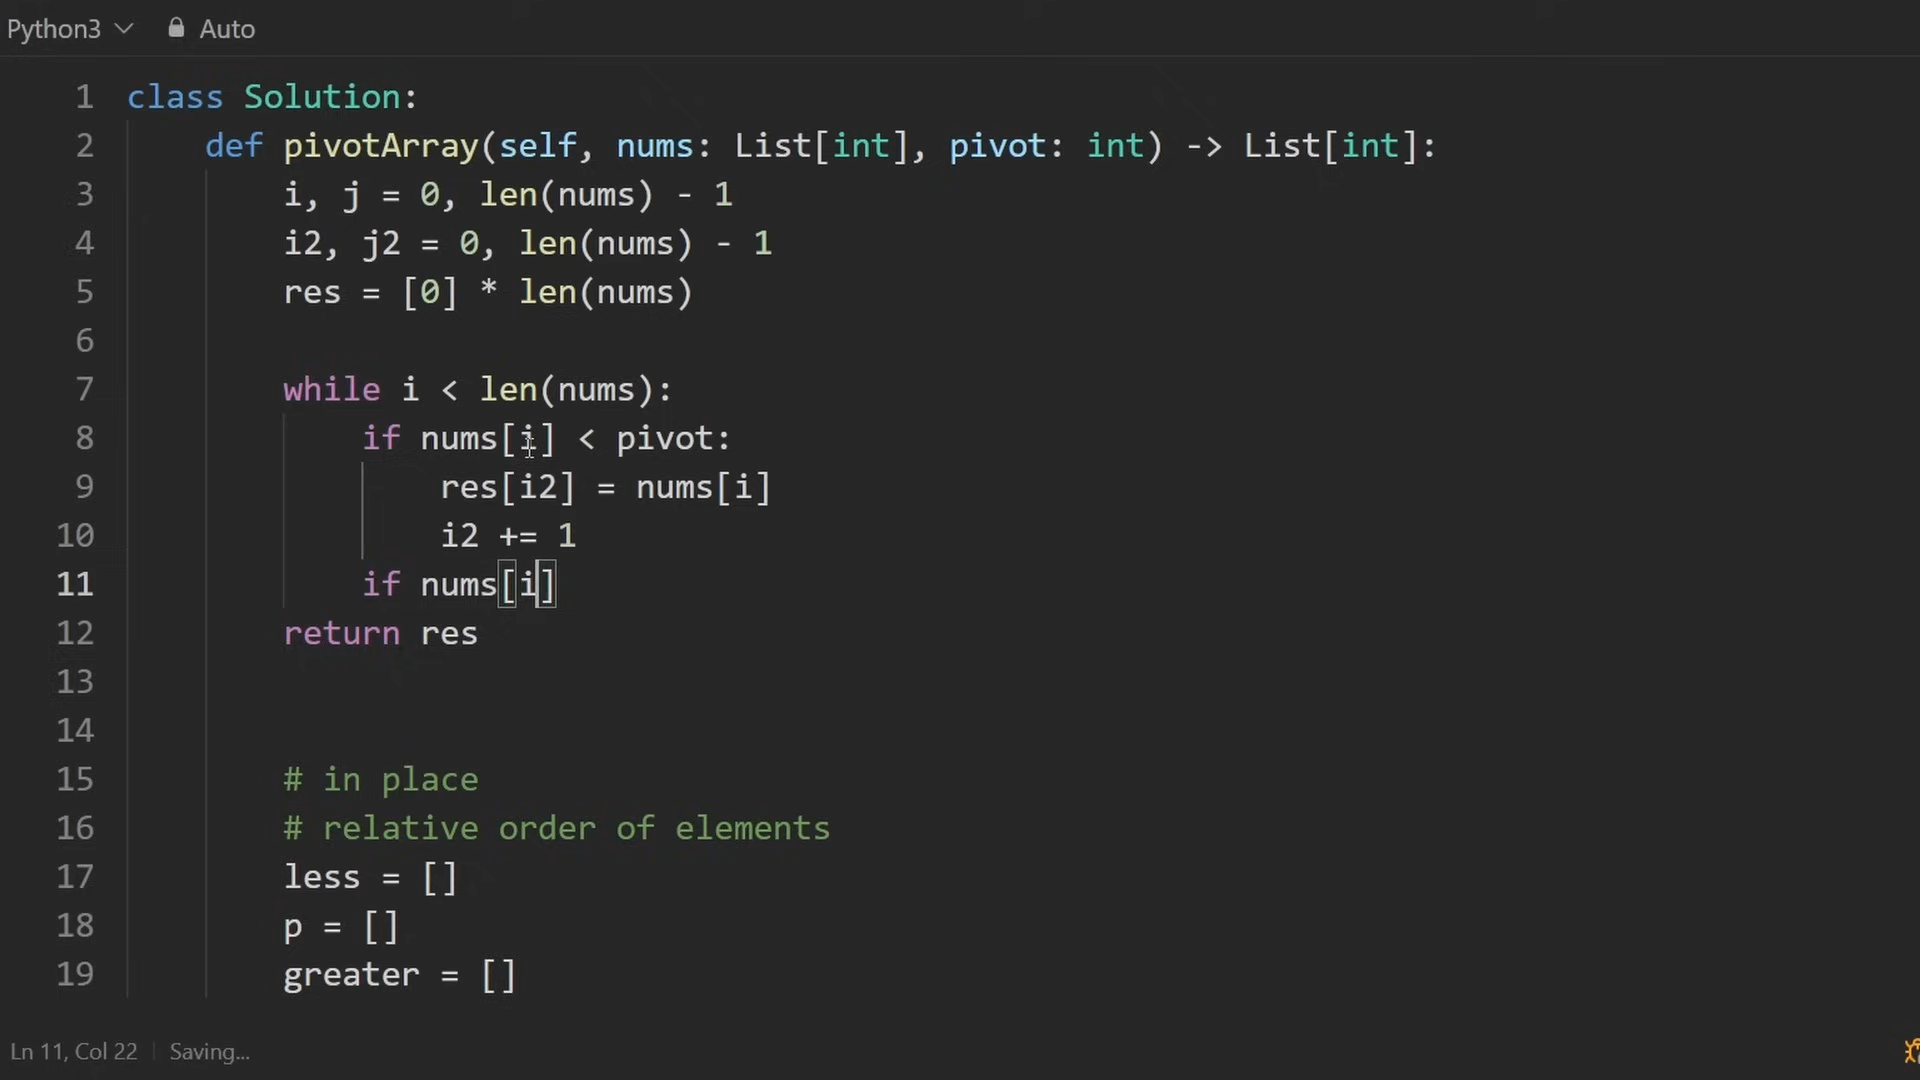 Python3 Auto
1 class Solution:
2 def pivotArray(self, nums: List[int], pivot: int) -> List[int]:
3 i, j = 0, len(nums) - 1
4 i2, j2 = 0, len(nums) - 1
5 res = [0] * len(nums)
6
7 while i < len(nums):
8 if nums[i] < pivot:
9 res[i2] = nums[i]
10 i2 += 1
11 if nums[i]
12 return res
13
14
15 # in place
16 # relative order of elements
17 less = []
18 p = []
19 greater = []
Ln 11, Col 22 Saving...